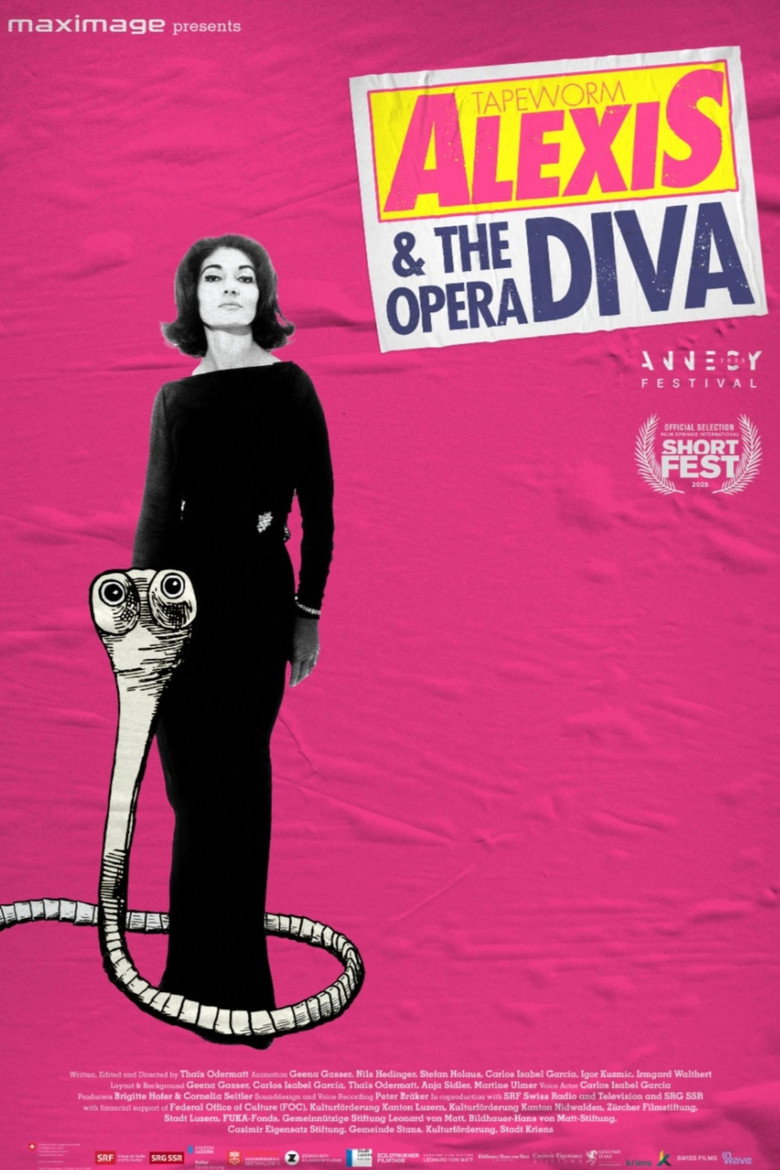 maximage presents
TAPEWORM
ALEXIS
& THE
OPERA DIVA
ANNECY
2025
FESTIVAL
OFFICIAL SELECTION
PALM SPRINGS INTERNATIONAL
SHORT
FEST
2025
Written, Edited and Directed by Thaïs Odermatt Animation Geena Gasser, Nils Hedinger, Stefan Holaus, Carlos Isabel García, Igor Kuzmic, Irmgard Walthert
Layout & Background Geena Gasser, Carlos Isabel García, Thaïs Odermatt, Anja Sidler, Martine Ulmer Voice Actor Carlos Isabel García
Producers Brigitte Hofer & Cornelia Seitler Sounddesign and Voice Recording Peter Bräker In coproduction with SRF Swiss Radio and Television and SRG SSR
with financial support of Federal Office of Culture (FOC), Kulturförderung Kanton Luzern, Kulturförderung Kanton Nidwalden, Zürcher Filmstiftung,
Stadt Luzern, FUKA-Fonds, Gemeinnützige Stiftung Leonard von Matt, Bildhauer-Hans von Matt-Stiftung,
Casimir Eigensatz Stiftung, Gemeinde Stans, Kulturförderung, Stadt Kriens
SRF SRG SSR kriens SWISS FILMS wave